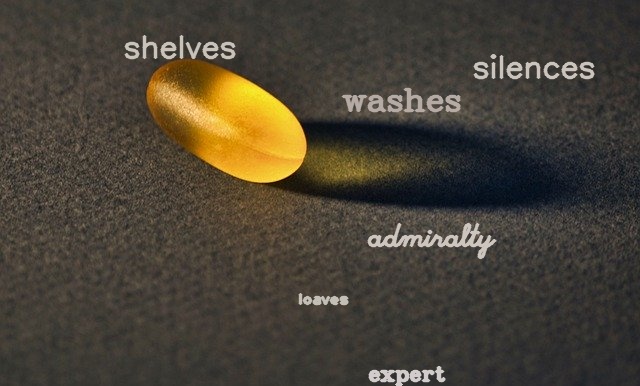 shelves
silences
washes
admiralty
loaves
expert